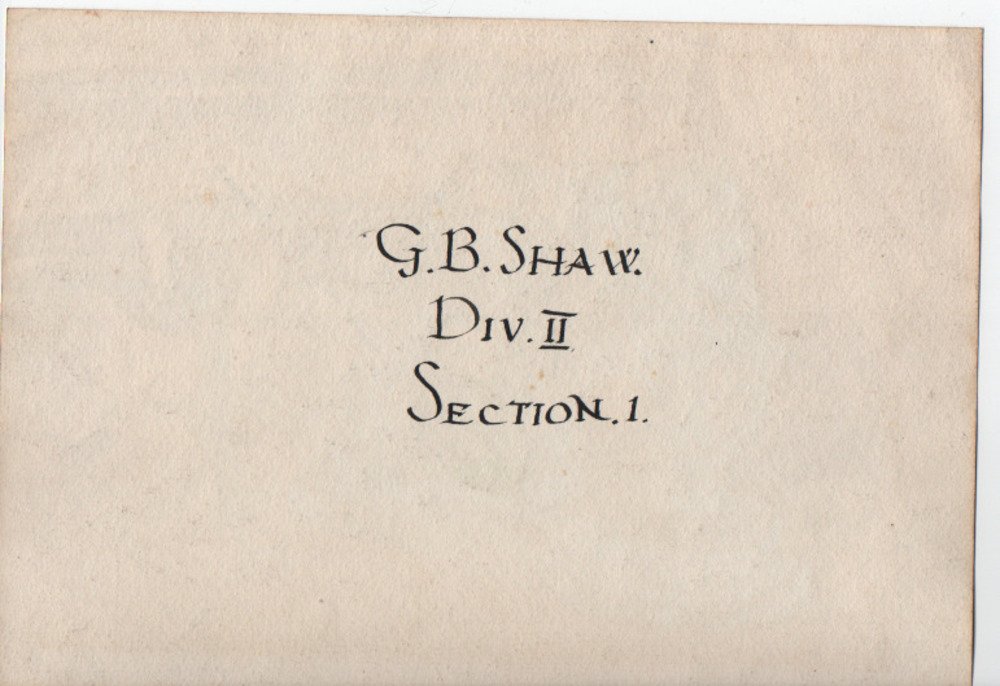 G. B. SHAW.
DIV. II
SECTION. 1.